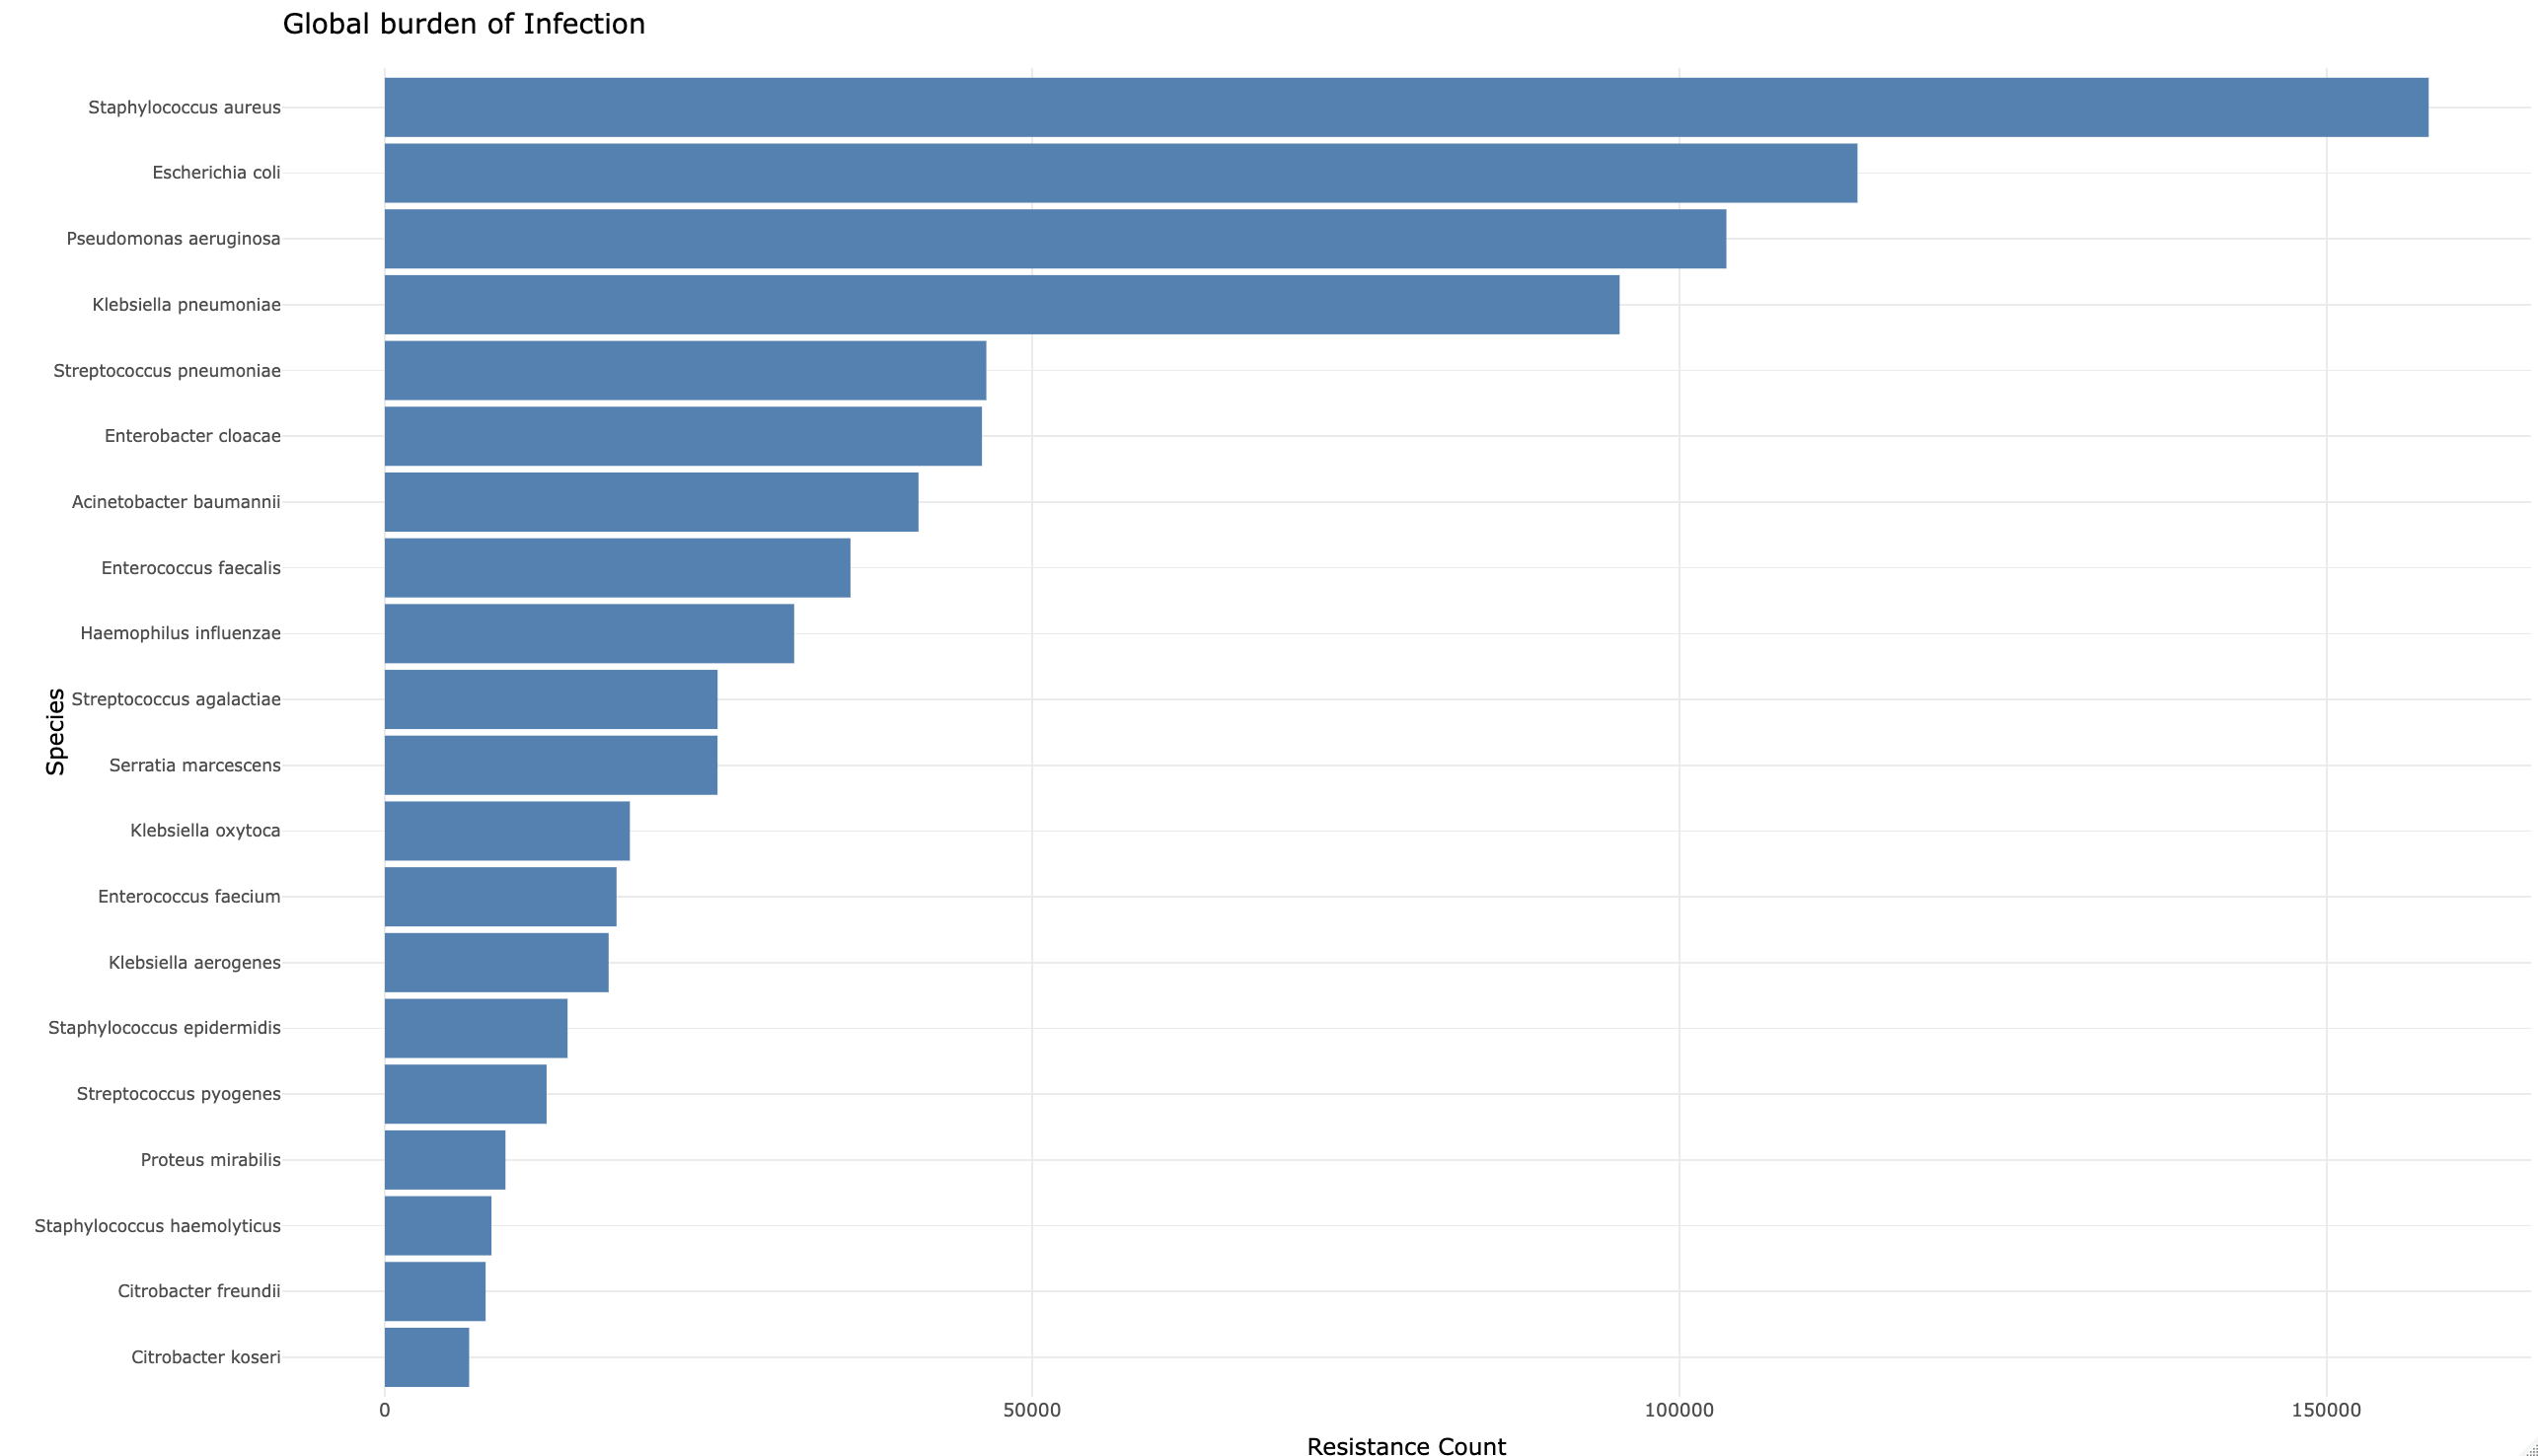 Global burden of Infection
Staphylococcus aureus
Escherichia coli
Pseudomonas aeruginosa
Klebsiella pneumoniae
Streptococcus pneumoniae
Enterobacter cloacae
Acinetobacter baumannii
Enterococcus faecalis
Haemophilus influenzae
Species
Streptococcus agalactiae
Serratia marcescens
Klebsiella oxytoca
Enterococcus faecium
Klebsiella aerogenes
Staphylococcus epidermidis
Streptococcus pyogenes
Proteus mirabilis
Staphylococcus haemolyticus
Citrobacter freundii
Citrobacter koseri
0 50000 100000 150000
Resistance Count